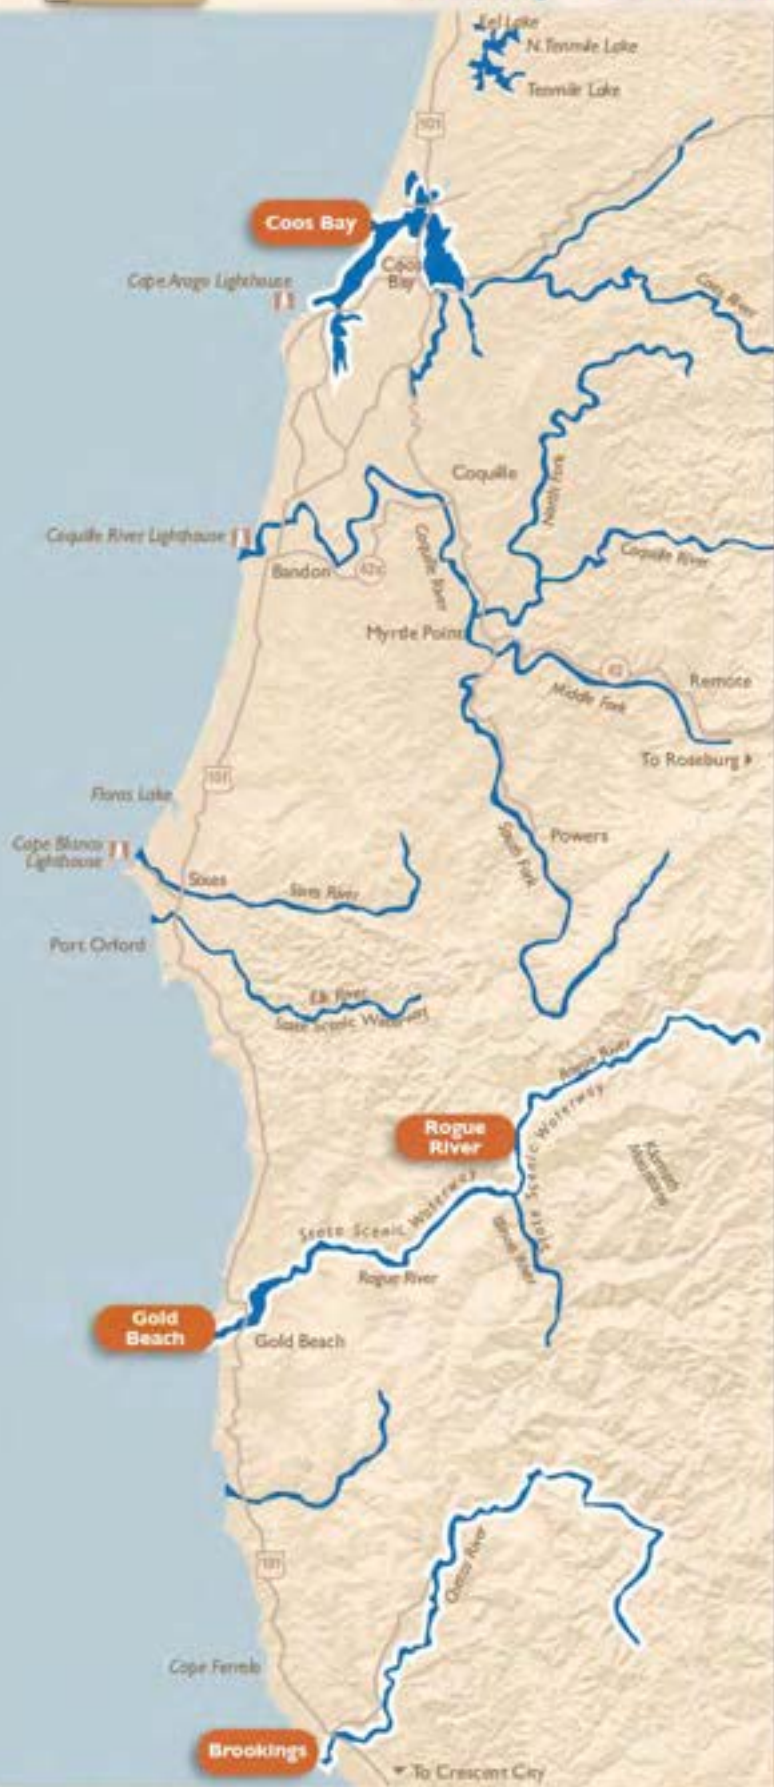 Eel Lake
N. Tenmile Lake
Tenmile Lake
101
Coos Bay
Coos
Bay
Cape Arago Lighthouse
Coos River
Coquille
North Fork
Coquille River Lighthouse
Bandon
42s
Coquille River
Coquille River
Myrtle Point
42
Remote
Middle Fork
To Roseburg
101
Floras Lake
Cape Blanco
Lighthouse
Powers
South Fork
Sixes
Sixes River
Port Orford
Elk River
State Scenic Waterway
Rogue River
State Scenic Waterway
Rogue
River
Klamath
Mountains
State Scenic Waterway
Illinois River
Rogue River
Gold
Beach
Gold Beach
101
Chetco River
Cape Ferrelo
Brookings
To Crescent City